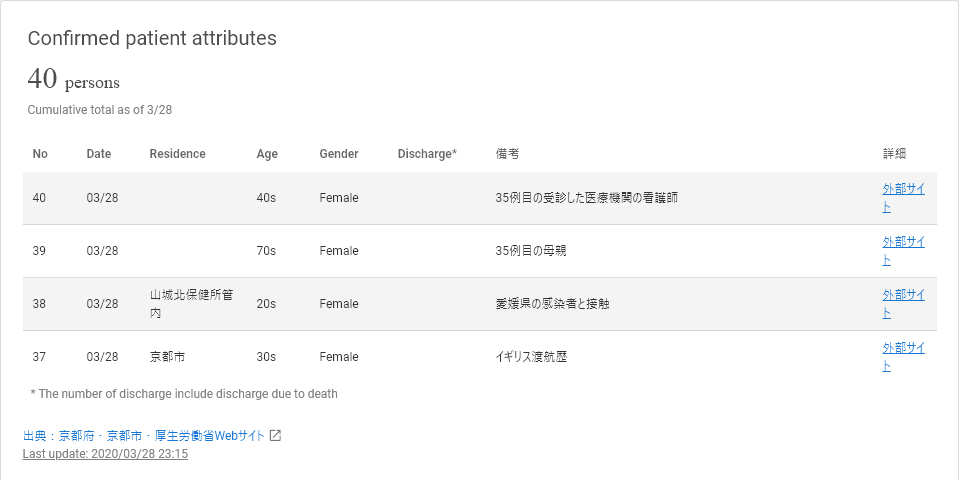 Confirmed patient attributes
40 persons
Cumulative total as of 3/28
No Date Residence Age Gender Discharge* 備考 詳細
40 03/28 40s Female 35例目の受診した医療機関の看護師 外部サイ
ト
39 03/28 70s Female 35例目の母親 外部サイ
ト
38 03/28 山城北保健所管 20s Female 愛媛県の感染者と接触 外部サイ
内 ト
37 03/28 京都市 30s Female イギリス渡航歴 外部サイ
ト
* The number of discharge include discharge due to death
出典：京都府・京都市・厚生労働省Webサイト
Last update: 2020/03/28 23:15